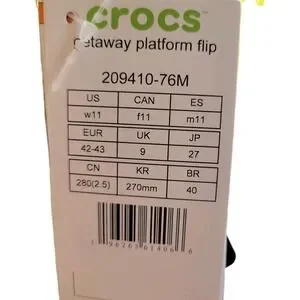 crocs™
getaway platform flip
209410-76M
US CAN ES
w11 f11 m11
EUR UK JP
42-43 9 27
CN KR BR
280(2.5) 270mm 40